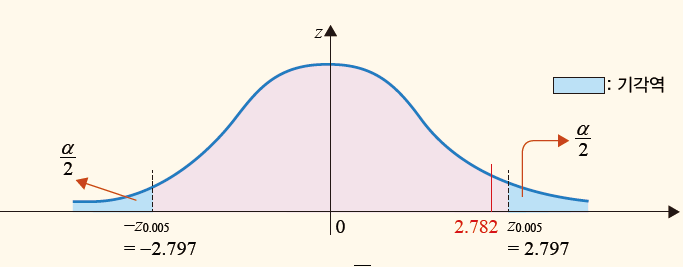 z
: 기각역
α
2
α
2
−z0.005
= −2.797
0
2.782
z0.005
= 2.797